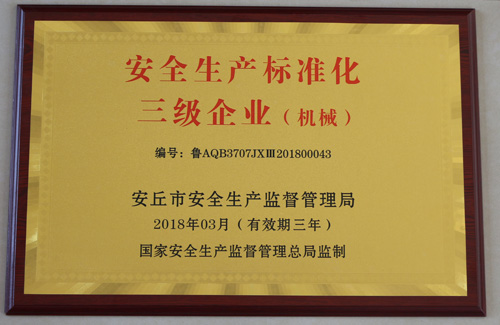 安全生产标准化
三级企业（机械）
编号：鲁AQB3707JXⅢ201800043
安丘市安全生产监督管理局
2018年03月（有效期三年）
国家安全生产监督管理总局监制